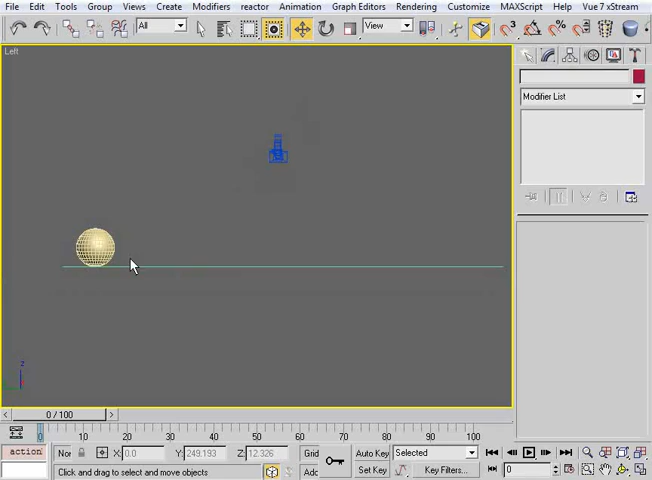 File Edit Tools Group Views Create Modifiers reactor Animation Graph Editors Rendering Customize MAXScript Help Vue 7 xStream
All View
Left
Modifier List
z
0 / 100
0 10 20 30 40 50 60 70 80 90 100
action Nor X: 0.0 Y: 249.193 Z: 12.326 Grid Auto Key Selected
Click and drag to select and move objects Add Set Key Key Filters... 0